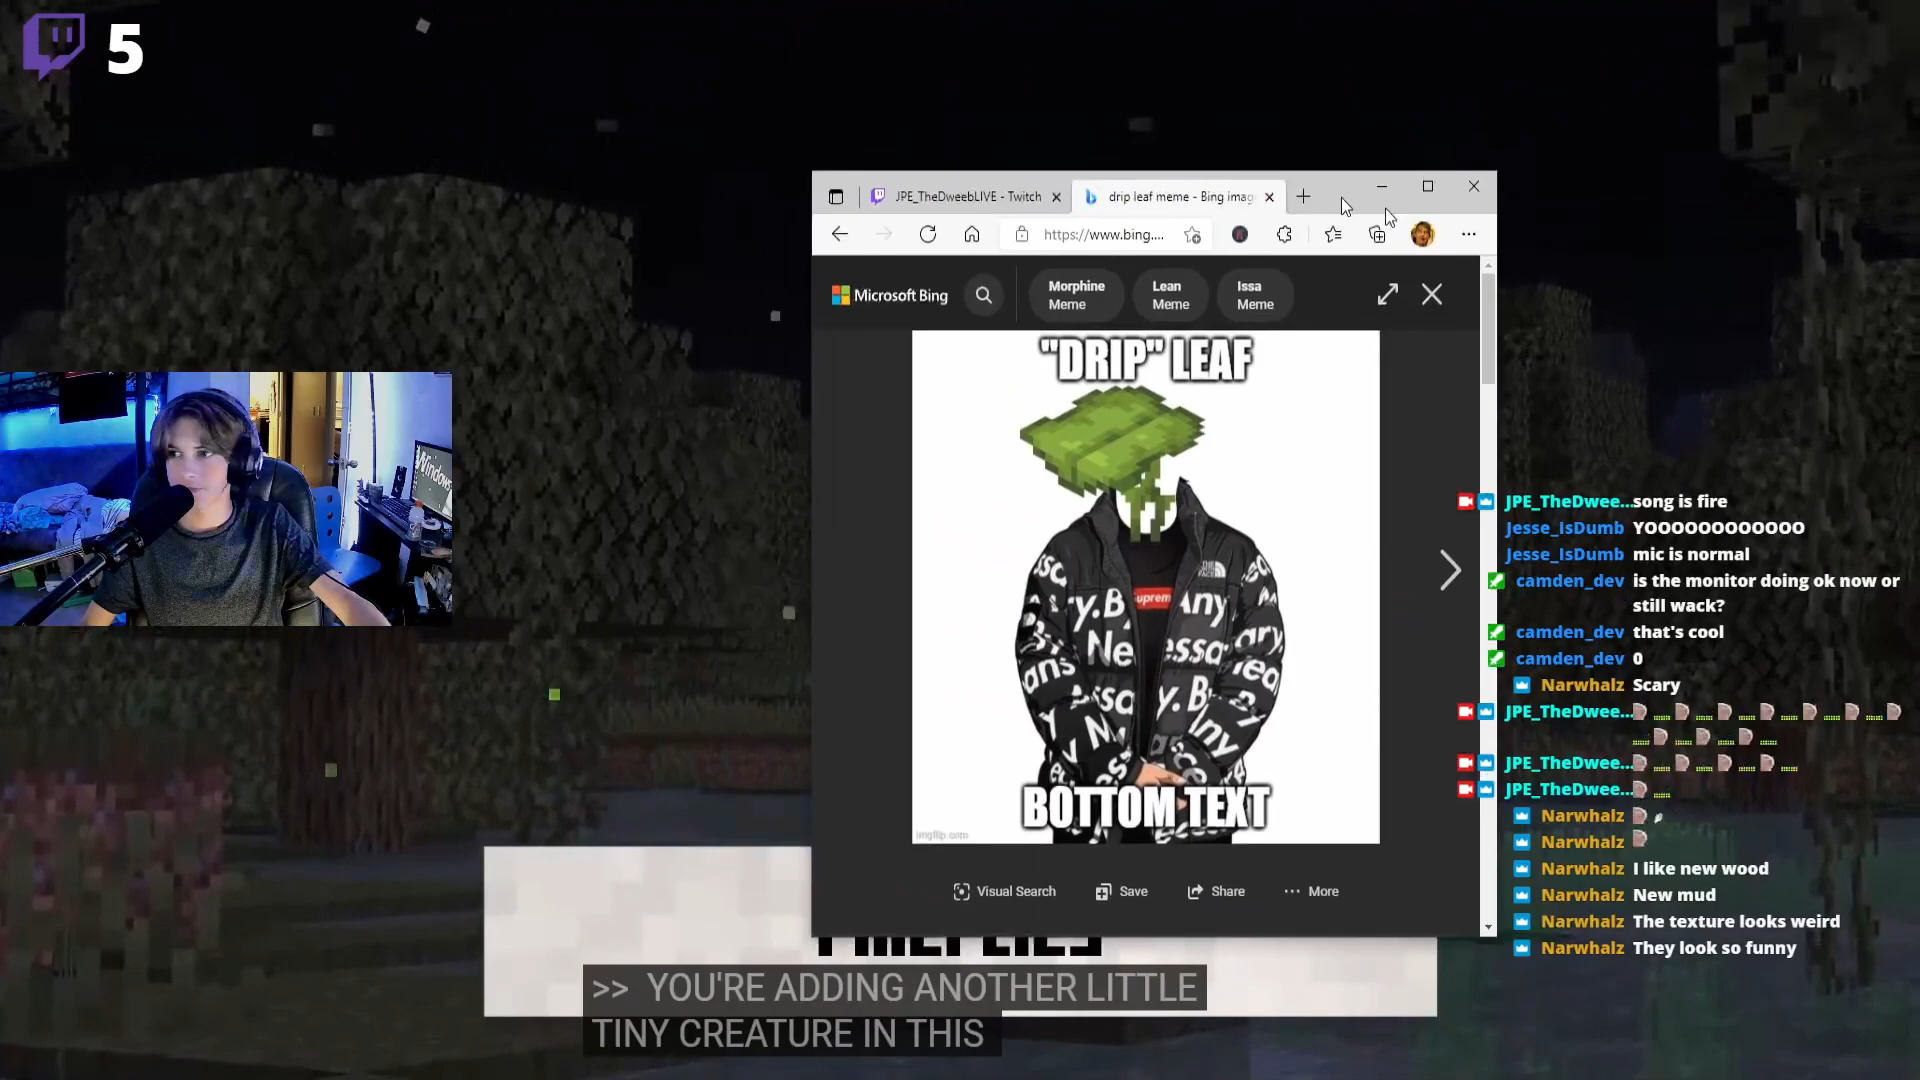 5
JPE_TheDweebLIVE - Twitch
drip leaf meme - Bing imag
https://www.bing....
Microsoft Bing
Morphine
Meme
Lean
Meme
Issa
Meme
"DRIP" LEAF
BOTTOM TEXT
imgflip.com
Visual Search
Save
Share
More
FIREFLIES
>> YOU'RE ADDING ANOTHER LITTLE
TINY CREATURE IN THIS
JPE_TheDwee... song is fire
Jesse_IsDumb YOOOOOOOOOOOO
Jesse_IsDumb mic is normal
camden_dev is the monitor doing ok now or
still wack?
camden_dev that's cool
camden_dev 0
Narwhalz Scary
JPE_TheDwee...
JPE_TheDwee...
JPE_TheDwee...
Narwhalz
Narwhalz
Narwhalz I like new wood
Narwhalz New mud
Narwhalz The texture looks weird
Narwhalz They look so funny